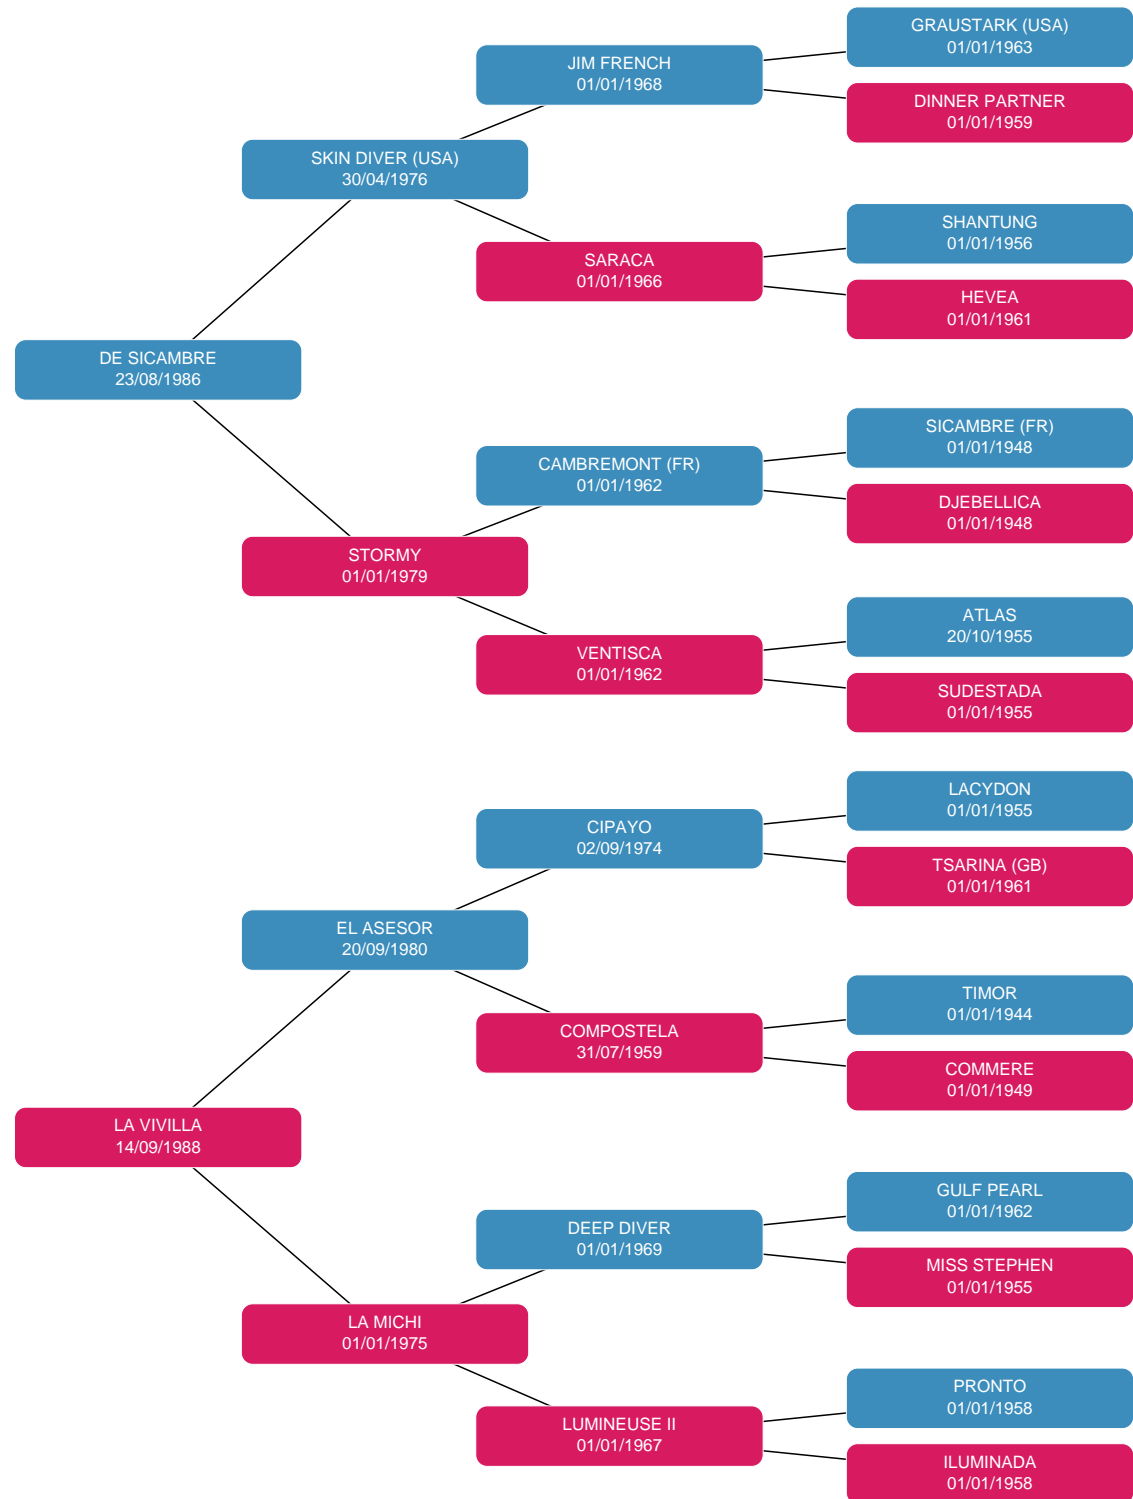 GRAUSTARK (USA)
01/01/1963
JIM FRENCH
01/01/1968
DINNER PARTNER
01/01/1959
SKIN DIVER (USA)
30/04/1976
SHANTUNG
01/01/1956
SARACA
01/01/1966
HEVEA
01/01/1961
DE SICAMBRE
23/08/1986
SICAMBRE (FR)
01/01/1948
CAMBREMONT (FR)
01/01/1962
DJEBELLICA
01/01/1948
STORMY
01/01/1979
ATLAS
20/10/1955
VENTISCA
01/01/1962
SUDESTADA
01/01/1955
LACYDON
01/01/1955
CIPAYO
02/09/1974
TSARINA (GB)
01/01/1961
EL ASESOR
20/09/1980
TIMOR
01/01/1944
COMPOSTELA
31/07/1959
COMMERE
01/01/1949
LA VIVILLA
14/09/1988
GULF PEARL
01/01/1962
DEEP DIVER
01/01/1969
MISS STEPHEN
01/01/1955
LA MICHI
01/01/1975
PRONTO
01/01/1958
LUMINEUSE II
01/01/1967
ILUMINADA
01/01/1958